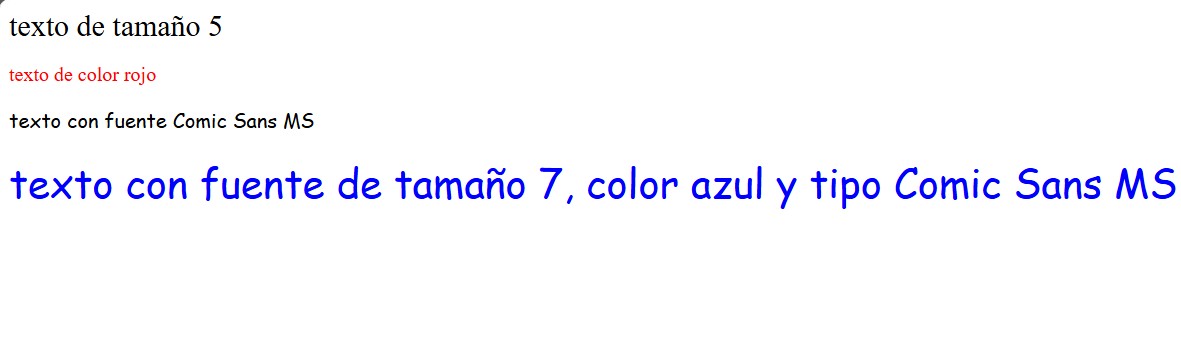 texto de tamaño 5
texto de color rojo
texto con fuente Comic Sans MS
texto con fuente de tamaño 7, color azul y tipo Comic Sans MS